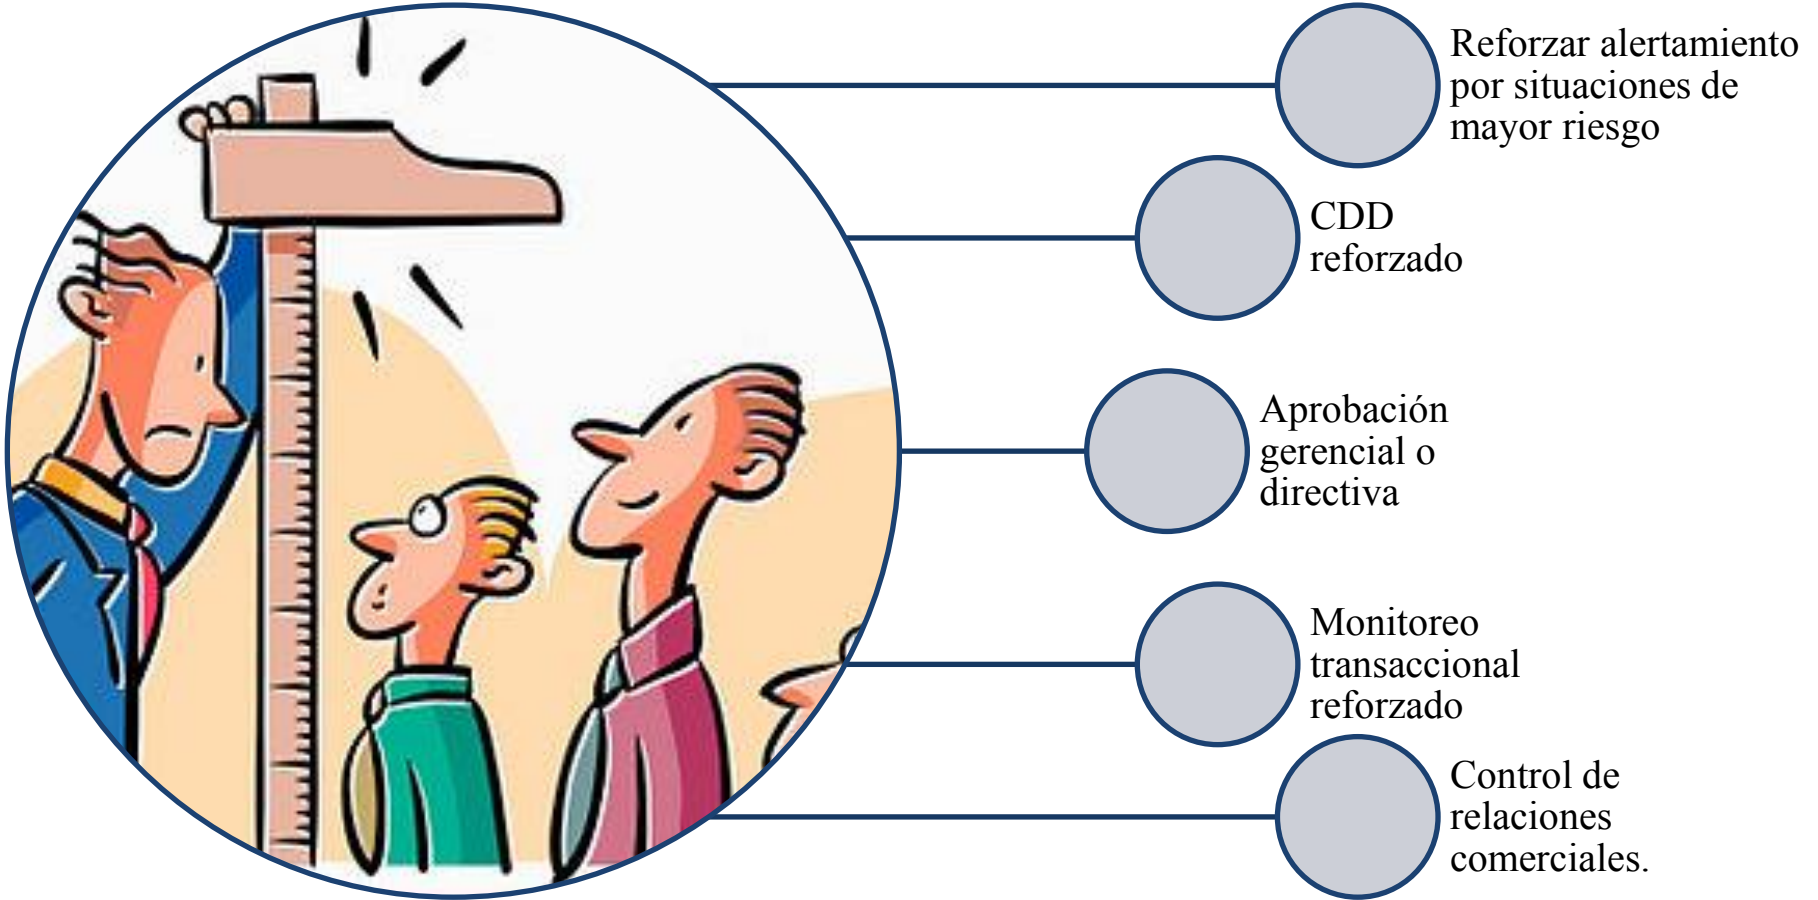 Reforzar alertamiento
por situaciones de
mayor riesgo
CDD
reforzado
Aprobación
gerencial o
directiva
Monitoreo
transaccional
reforzado
Control de
relaciones
comerciales.